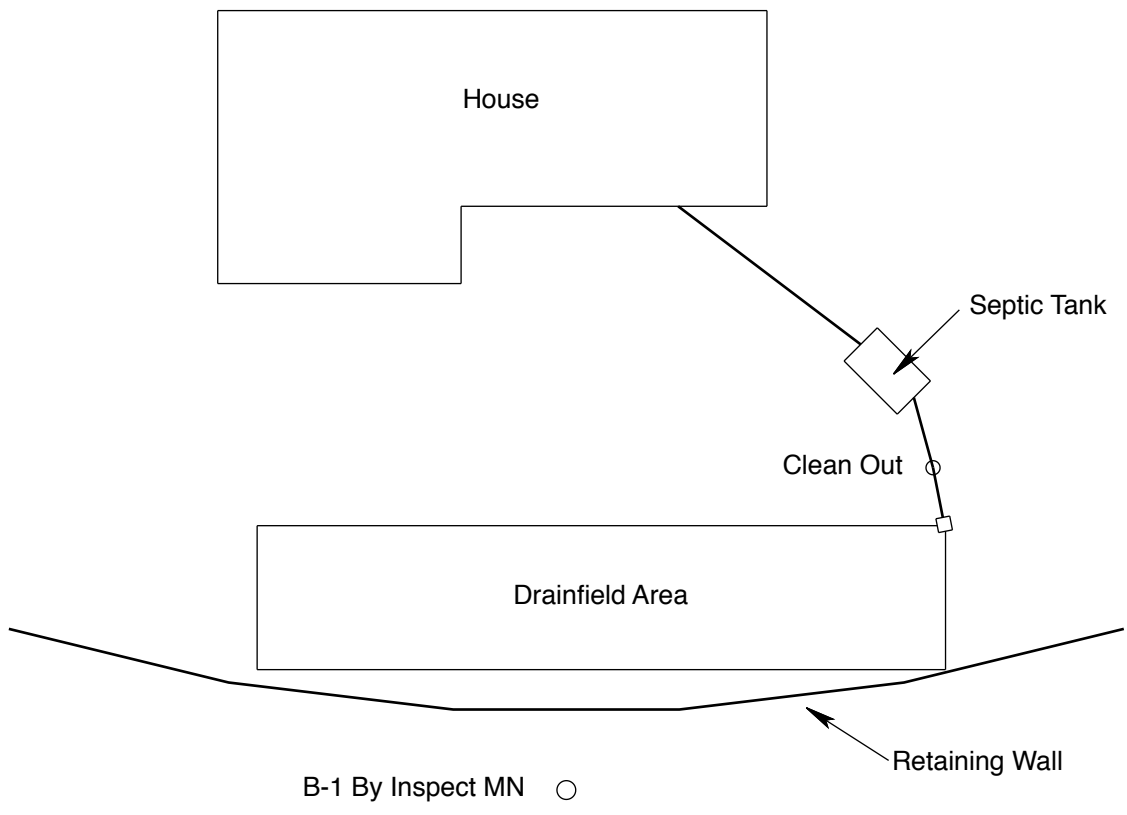 House
Septic Tank
Clean Out
Drainfield Area
Retaining Wall
B-1 By Inspect MN